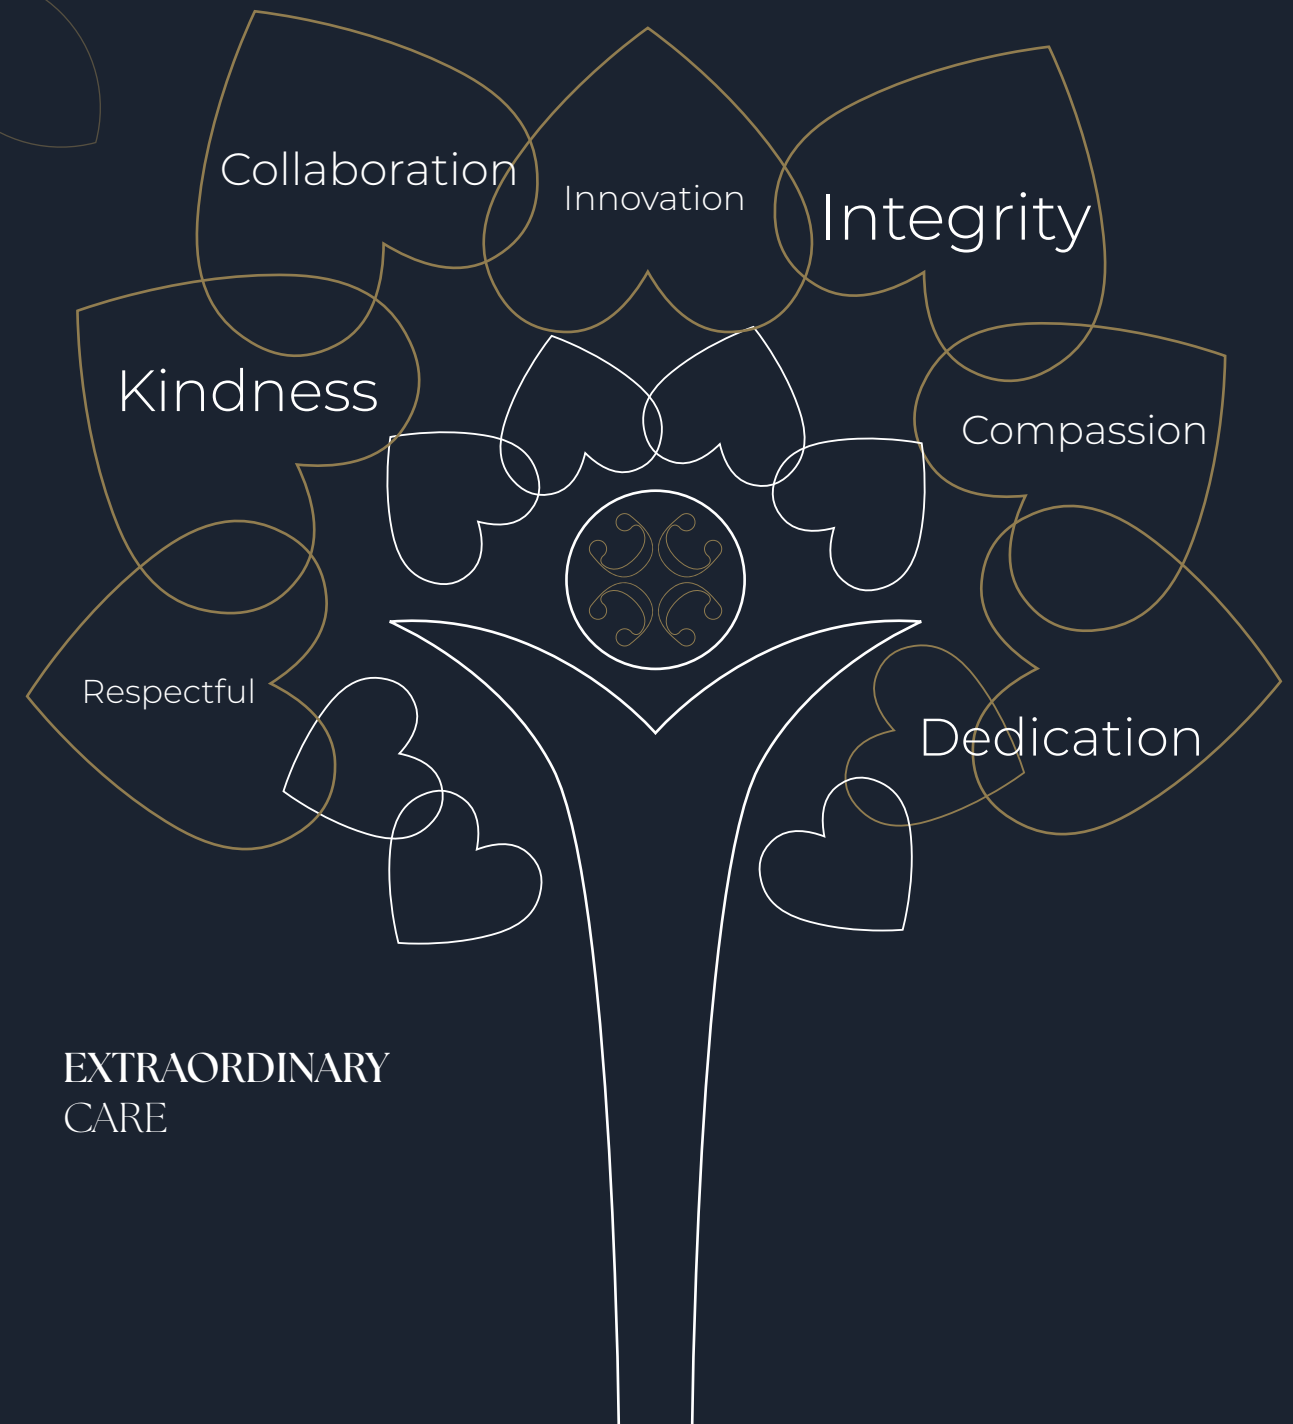 Collaboration
Innovation
Integrity
Kindness
Compassion
Respectful
Dedication
EXTRAORDINARY
CARE